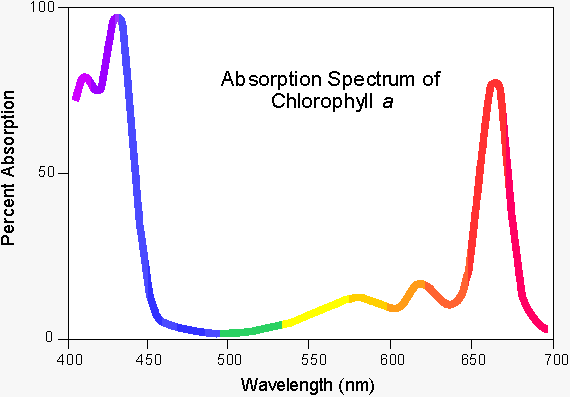 100
Absorption Spectrum of
Chlorophyll a
Percent Absorption
50
0
400 450 500 550 600 650 700
Wavelength (nm)